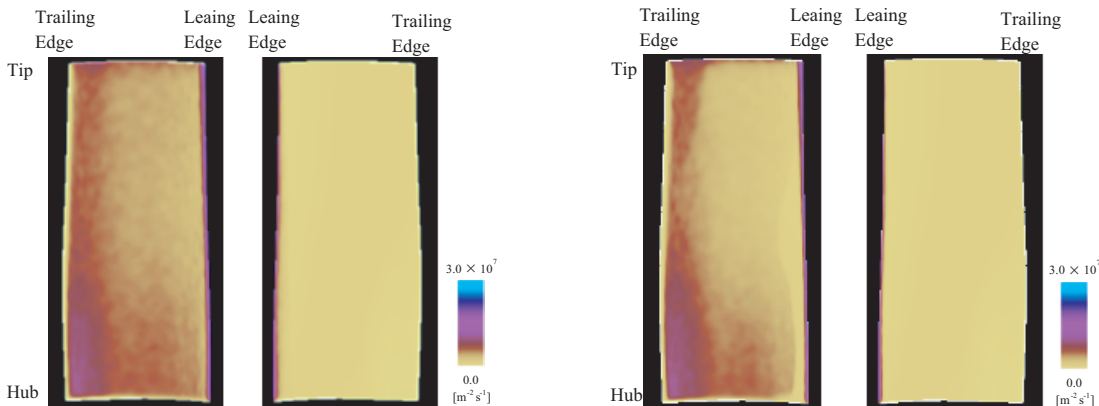 Trailing
Edge
Leaing
Edge
Leaing
Edge
Trailing
Edge
Tip
Hub
3.0 × 10⁷
0.0
[m⁻² s⁻¹]
Trailing
Edge
Leaing
Edge
Leaing
Edge
Trailing
Edge
Tip
Hub
3.0 × 10⁷
0.0
[m⁻² s⁻¹]